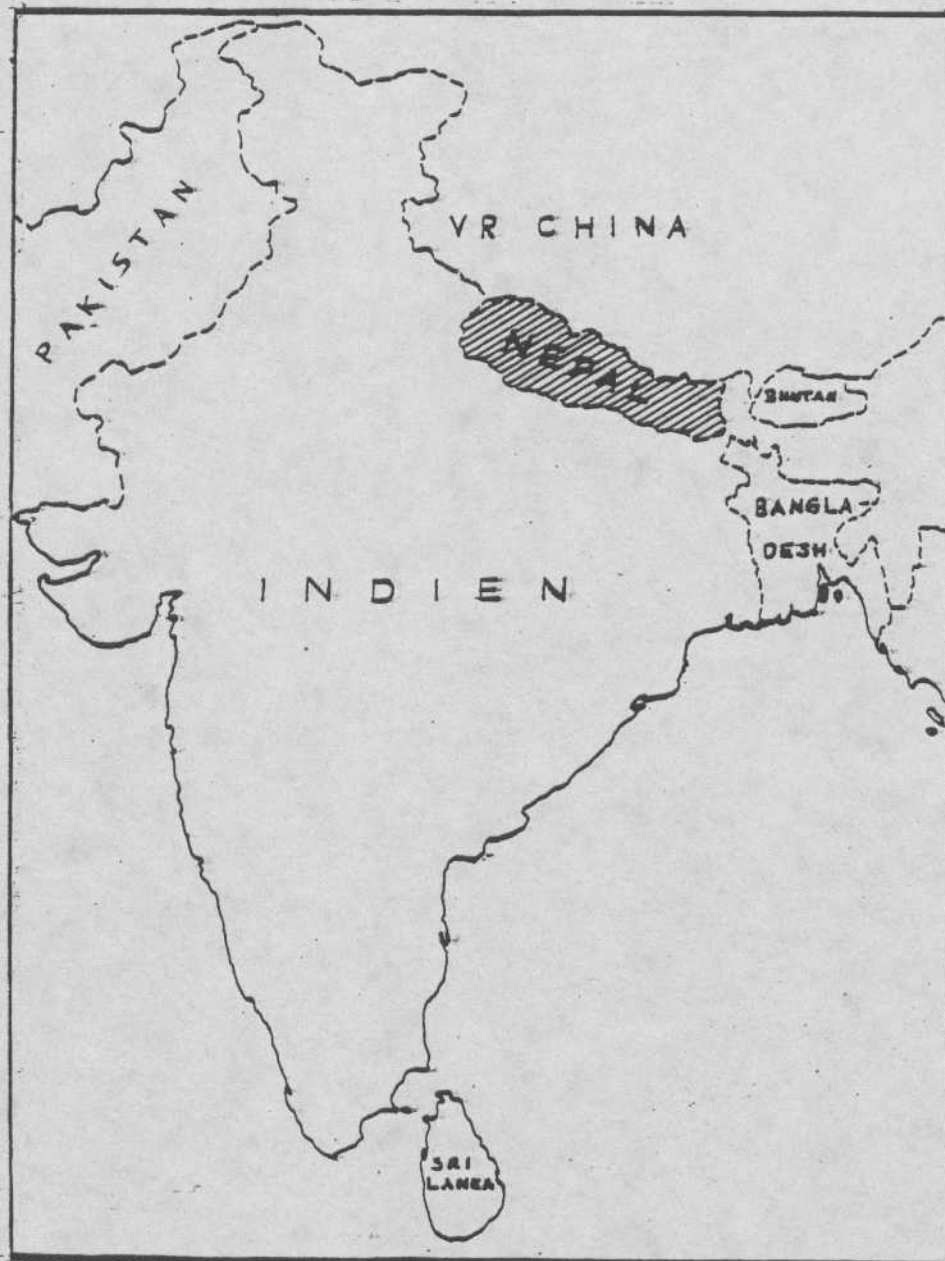 PAKISTAN
VR CHINA
NEPAL
BHUTAN
BANGLA
DESH
INDIEN
SRI
LANKA